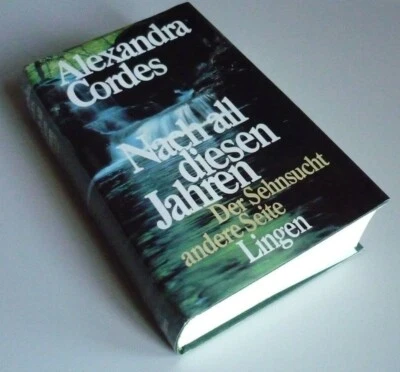 Alexandra
Cordes
Nach all
diesen
Jahren
Der Sehnsucht
andere Seite
Lingen